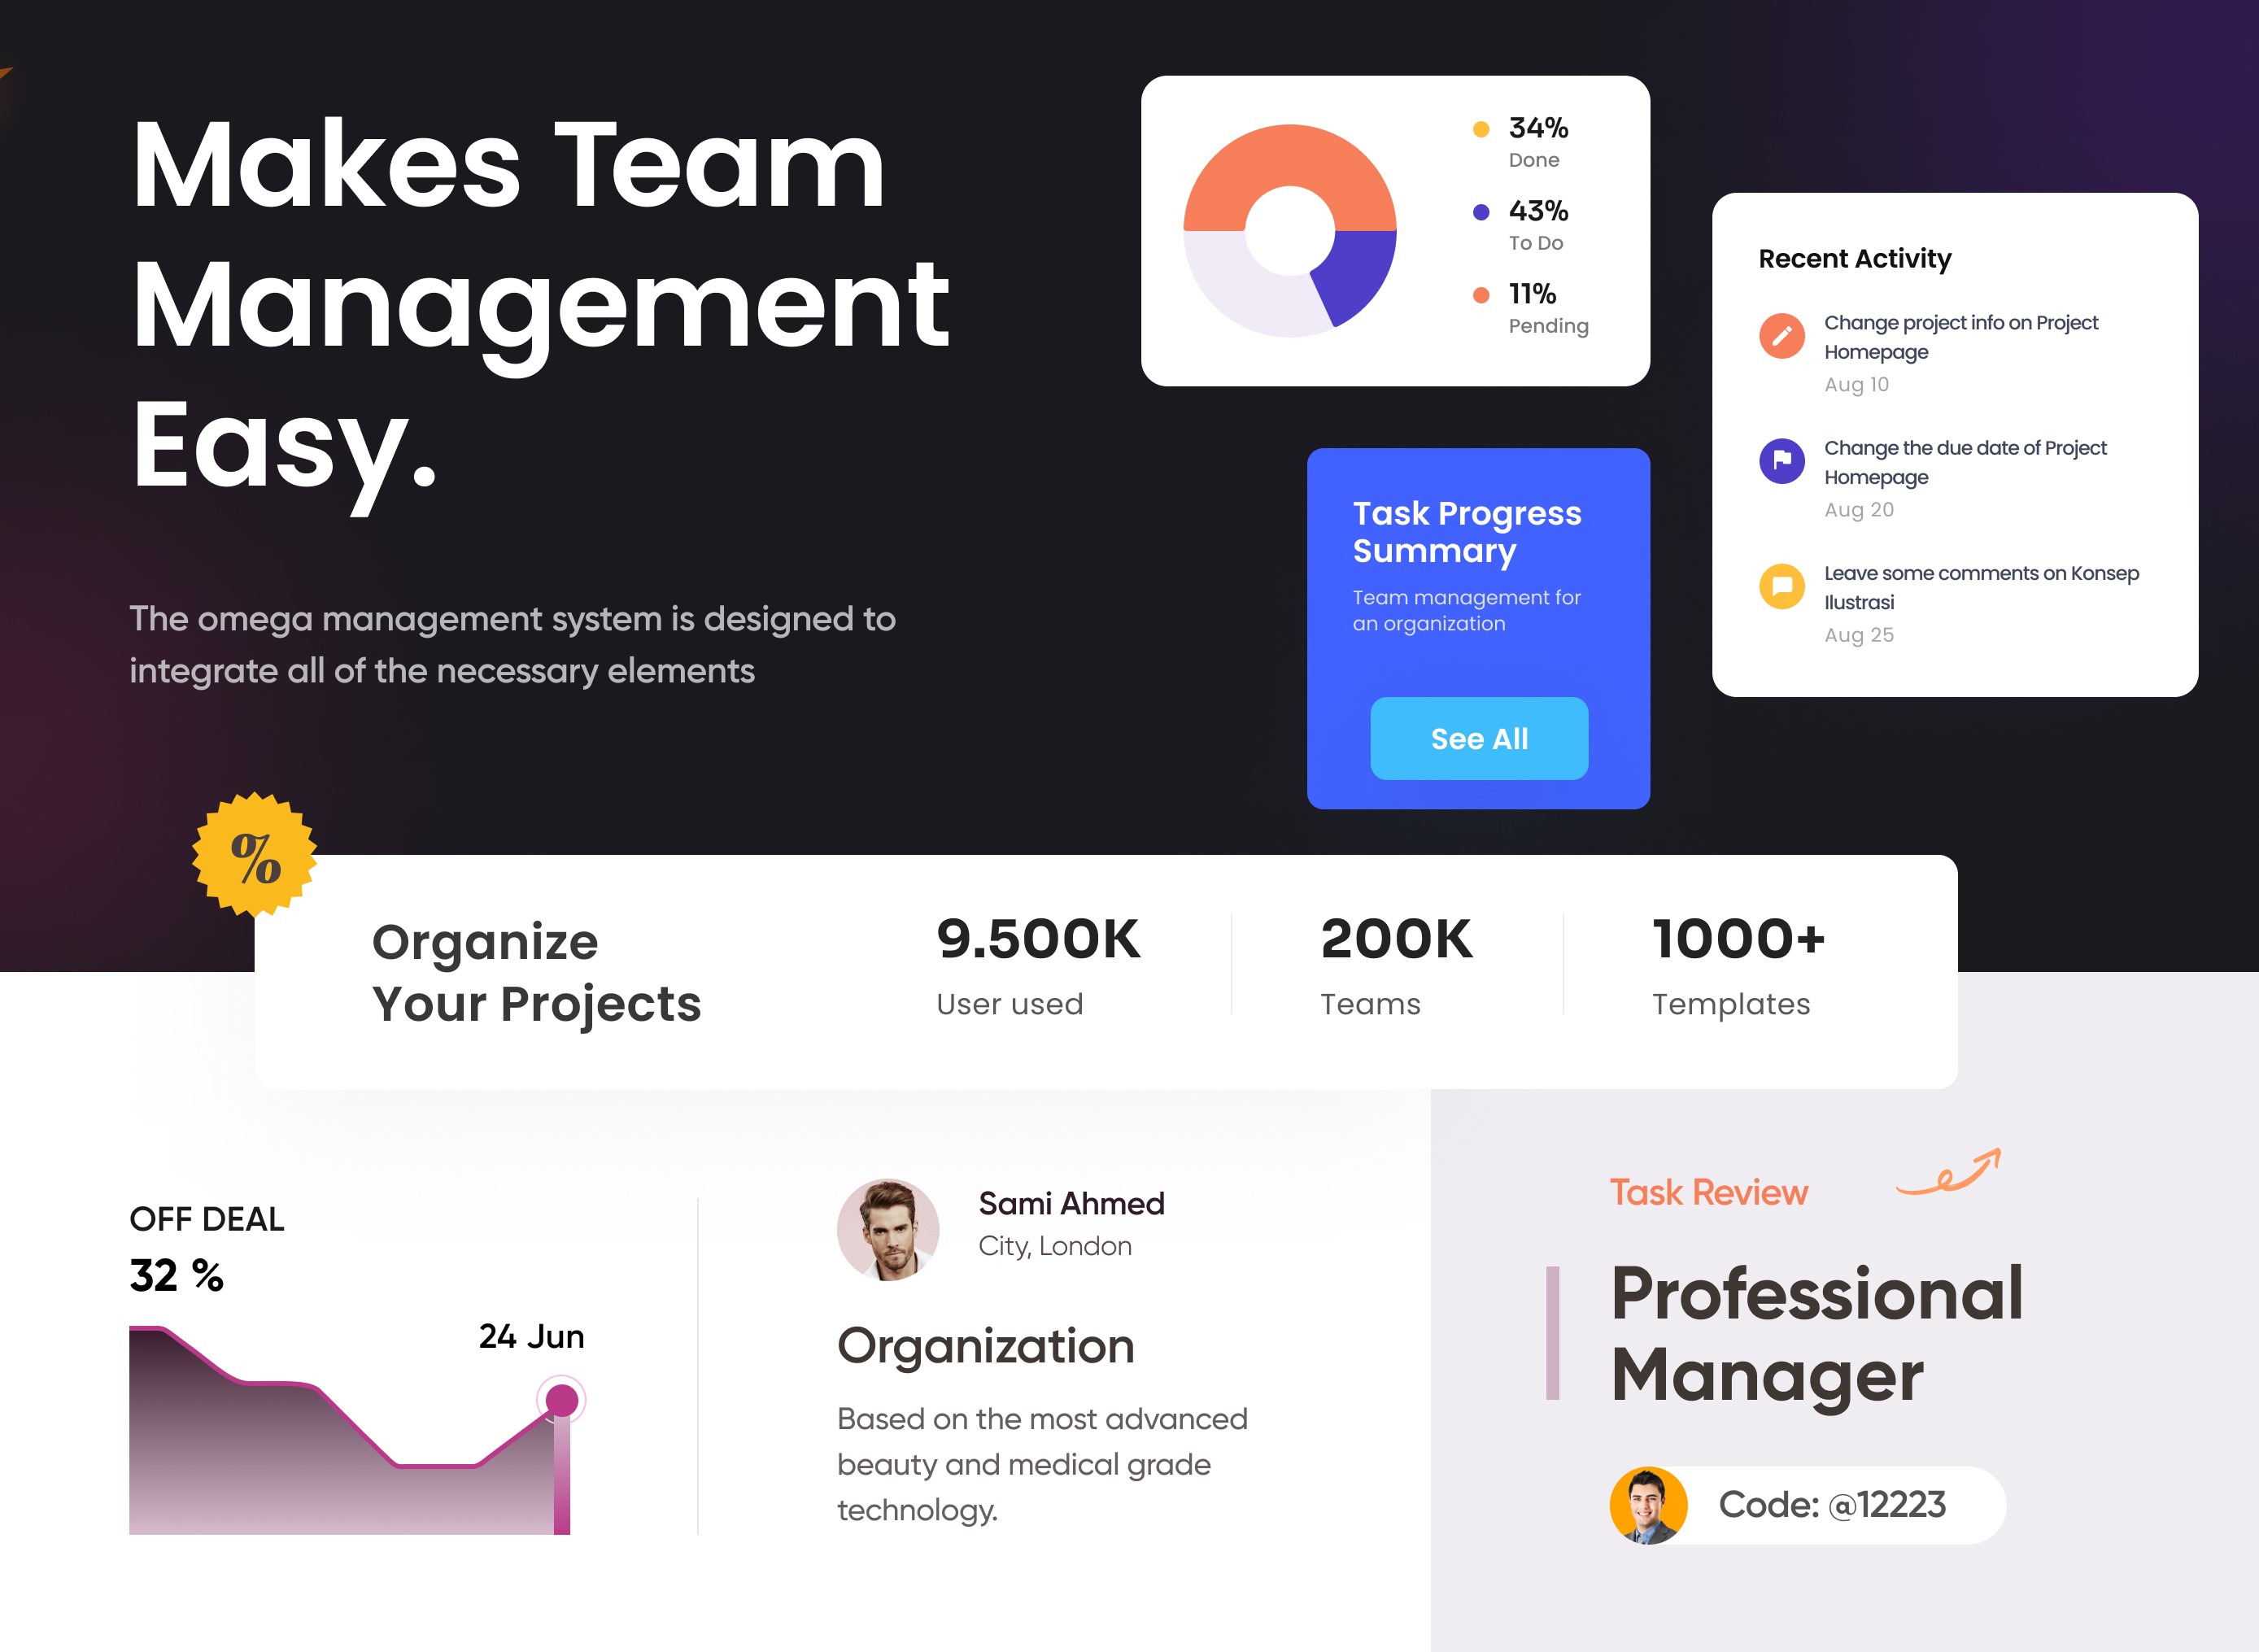 Makes Team
Management
Easy.
The omega management system is designed to
integrate all of the necessary elements
34%
Done
43%
To Do
11%
Pending
Recent Activity
Change project info on Project
Homepage
Aug 10
Change the due date of Project
Homepage
Aug 20
Leave some comments on Konsep
Ilustrasi
Aug 25
Task Progress
Summary
Team management for
an organization
See All
%
Organize
Your Projects
9.500K
User used
200K
Teams
1000+
Templates
OFF DEAL
32 %
24 Jun
Sami Ahmed
City, London
Organization
Based on the most advanced
beauty and medical grade
technology.
Task Review
Professional
Manager
Code: @12223